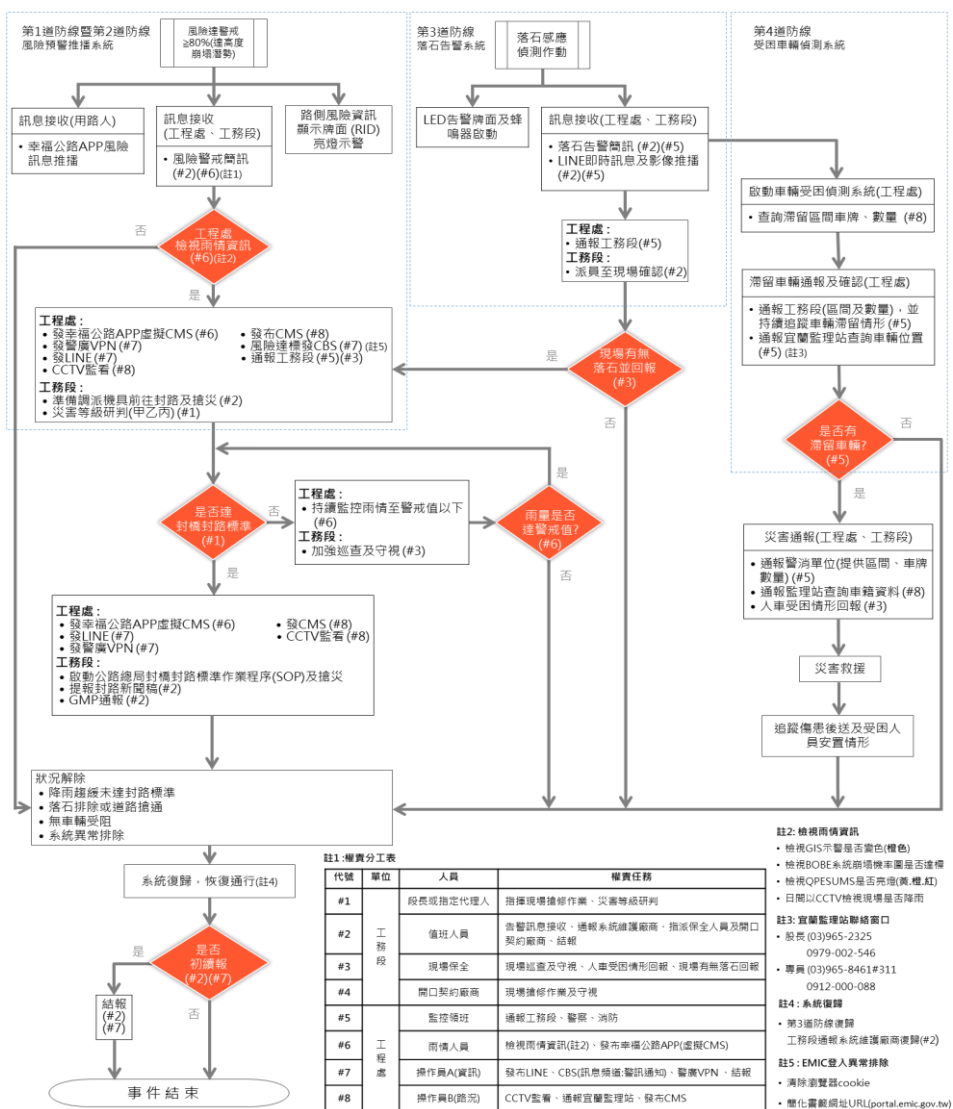 第1道防線暨第2道防線
風險預警推播系統
風險達警戒
≧80%(達高度
崩塌潛勢)
訊息接收(用路人)
• 幸福公路APP風險
訊息推播
訊息接收
(工程處、工務段)
• 風險警戒簡訊
(#2)(#6)(註1)
路側風險資訊
顯示牌面 (RID)
亮燈示警
否
工程處
檢視雨情資訊
(#6)(註2)
是
工程處 :
• 發幸福公路APP虛擬CMS (#6)
• 發警廣VPN (#7)
• 發LINE (#7)
• CCTV監看 (#8)
• 發布CMS (#8)
• 風險達標發CBS (#7) (註5)
• 通報工務段 (#5)(#3)
工務段 :
• 準備調派機具前往封路及搶災 (#2)
• 災害等級研判(甲乙丙) (#1)
第3道防線
落石告警系統
落石感應
偵測作動
LED告警牌面及蜂
鳴器啟動
訊息接收(工程處、工務段)
• 落石告警簡訊 (#2)(#5)
• LINE即時訊息及影像推播
(#2)(#5)
工程處 :
• 通報工務段(#5)
工務段 :
• 派員至現場確認(#2)
是
現場有無
落石並回報
(#3)
否
第4道防線
受困車輛偵測系統
啟動車輛受困偵測系統(工程處)
• 查詢滯留區間車牌、數量 (#8)
滯留車輛通報及確認(工程處)
• 通報工務段(區間及數量)，並
持續追蹤車輛滯留情形 (#5)
• 通報宜蘭監理站查詢車輛位置
(#5) (註3)
是否有
滯留車輛?
(#5)
否
是
災害通報(工程處、工務段)
• 通報警消單位(提供區間、車牌
數量) (#5)
• 通報監理站查詢車籍資料 (#8)
• 人車受困情形回報 (#3)
災害救援
追蹤傷患後送及受困人
員安置情形
是否達
封橋封路標準
(#1)
否
是
工程處 :
• 持續監控雨情至警戒值以下
(#6)
工務段 :
• 加強巡查及守視 (#3)
是
雨量是否
達警戒值?
(#6)
否
工程處 :
• 發幸福公路APP虛擬CMS (#6)
• 發LINE (#7)
• 發警廣VPN (#7)
• 發CMS (#8)
• CCTV監看 (#8)
工務段 :
• 啟動公路總局封橋封路標準作業程序(SOP)及搶災
• 提報封路新聞稿(#2)
• GMP通報 (#2)
狀況解除
• 降雨趨緩未達封路標準
• 落石排除或道路搶通
• 無車輛受阻
• 系統異常排除
系統復歸，恢復通行(註4)
是
是否
初續報
(#2)(#7)
否
結報
(#2)
(#7)
事件結束
註1 :權責分工表
代號 單位 人員 權責任務
#1 工務段 段長或指定代理人 指揮現場搶修作業、災害等級研判
#2 值班人員 告警訊息接收、通報系統維護廠商、指派保全人員及開口
契約廠商、結報
#3 現場保全 現場巡查及守視、人車受困情形回報、現場有無落石回報
#4 開口契約廠商 現場搶修作業及守視
#5 工程處 監控領班 通報工務段、警察、消防
#6 雨情人員 檢視雨情資訊(註2)、發布幸福公路APP(虛擬CMS)
#7 操作員A(資訊) 發布LINE、CBS(訊息頻道:警訊通知)、警廣VPN 、結報
#8 操作員B(路況) CCTV監看、通報宜蘭監理站、發布CMS
註2: 檢視雨情資訊
• 檢視GIS示警是否變色(橙色)
• 檢視BOBE系統崩塌機率圖是否達標
• 檢視QPESUMS是否亮燈(黃.橙.紅)
• 日間以CCTV檢視現場是否降雨
註3: 宜蘭監理站聯絡窗口
• 股長 (03)965-2325
0979-002-546
• 專員 (03)965-8461#311
0912-000-088
註4 : 系統復歸
• 第3道防線復歸
工務段通報系統維護廠商復歸(#2)
註5 : EMIC登入異常排除
• 清除瀏覽器cookie
• 簡化書籤網址URL(portal.emic.gov.tw)